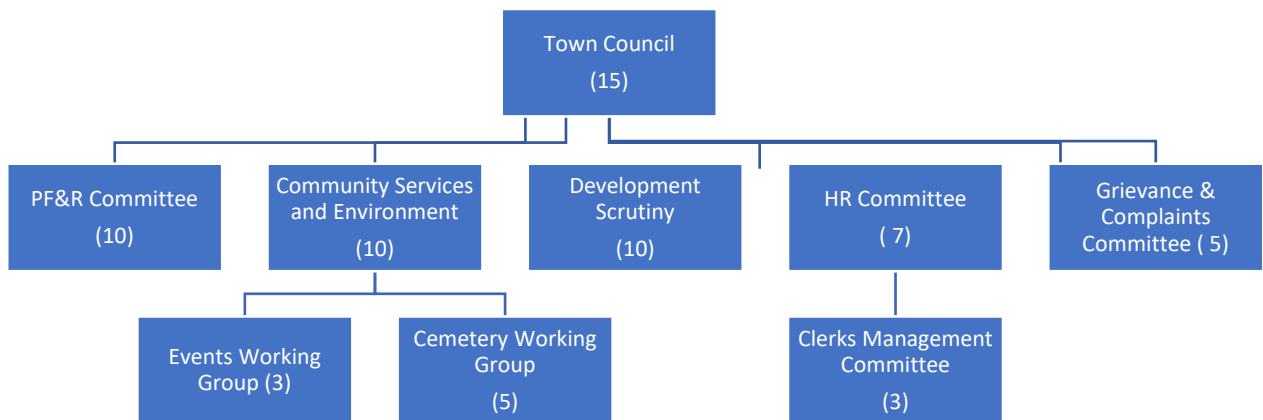 Town Council
(15)
PF&R Committee
(10)
Community Services
and Environment
(10)
Development
Scrutiny
(10)
HR Committee
( 7)
Grievance &
Complaints
Committee ( 5)
Events Working
Group (3)
Cemetery Working
Group
(5)
Clerks Management
Committee
(3)